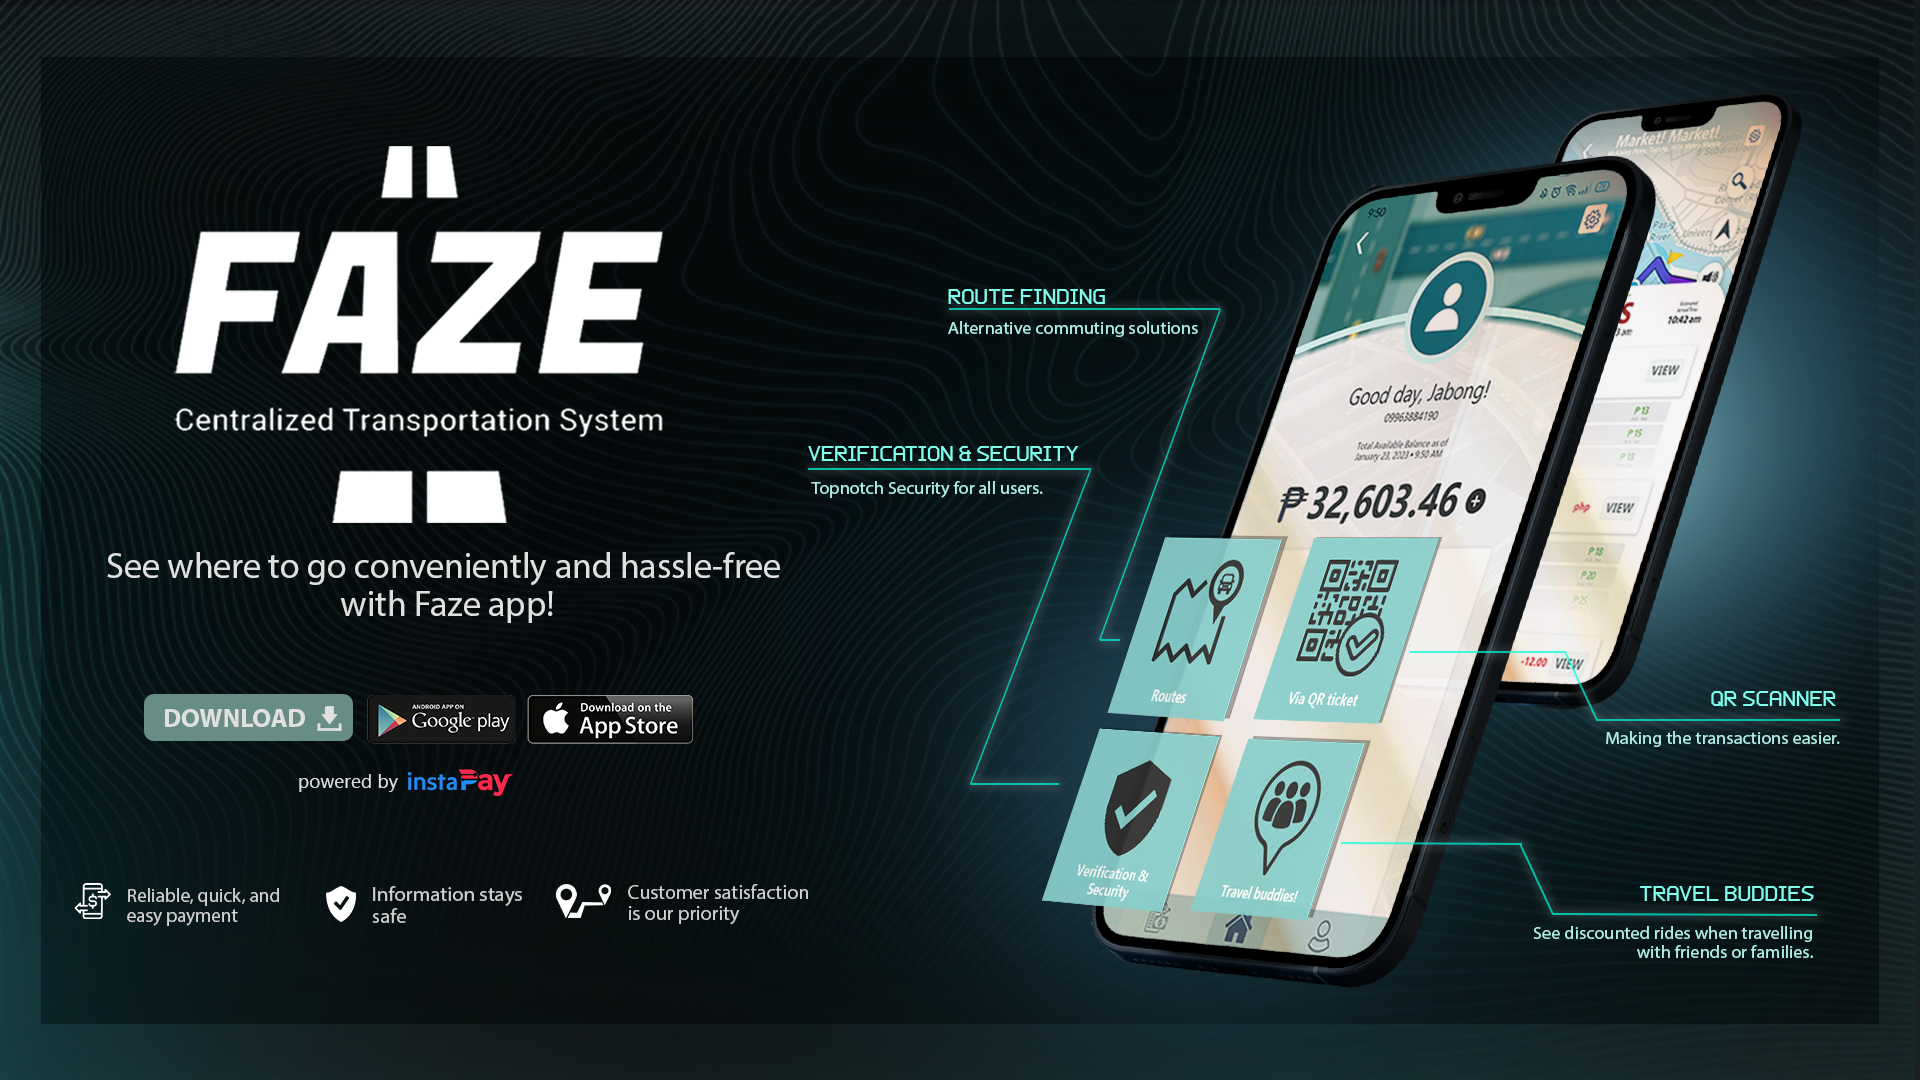 FAZE
Centralized Transportation System
See where to go conveniently and hassle-free
with Faze app!
DOWNLOAD
ANDROID APP ON
Google play
Download on the
App Store
powered by instaPay
Reliable, quick, and
easy payment
Information stays
safe
Customer satisfaction
is our priority
ROUTE FINDING
Alternative commuting solutions
VERIFICATION & SECURITY
Topnotch Security for all users.
9:50
Good day, Jabong!
09963884190
Total Available Balance as of
January 23, 2023 • 9:50 AM
₱32,603.46
Routes
Via QR ticket
Verification &
Security
Travel buddies!
Market! Market!
10:42 am
VIEW
₱13
₱15
₱18
php VIEW
₱18
₱20
₱25
-12.00 VIEW
QR SCANNER
Making the transactions easier.
TRAVEL BUDDIES
See discounted rides when travelling
with friends or families.